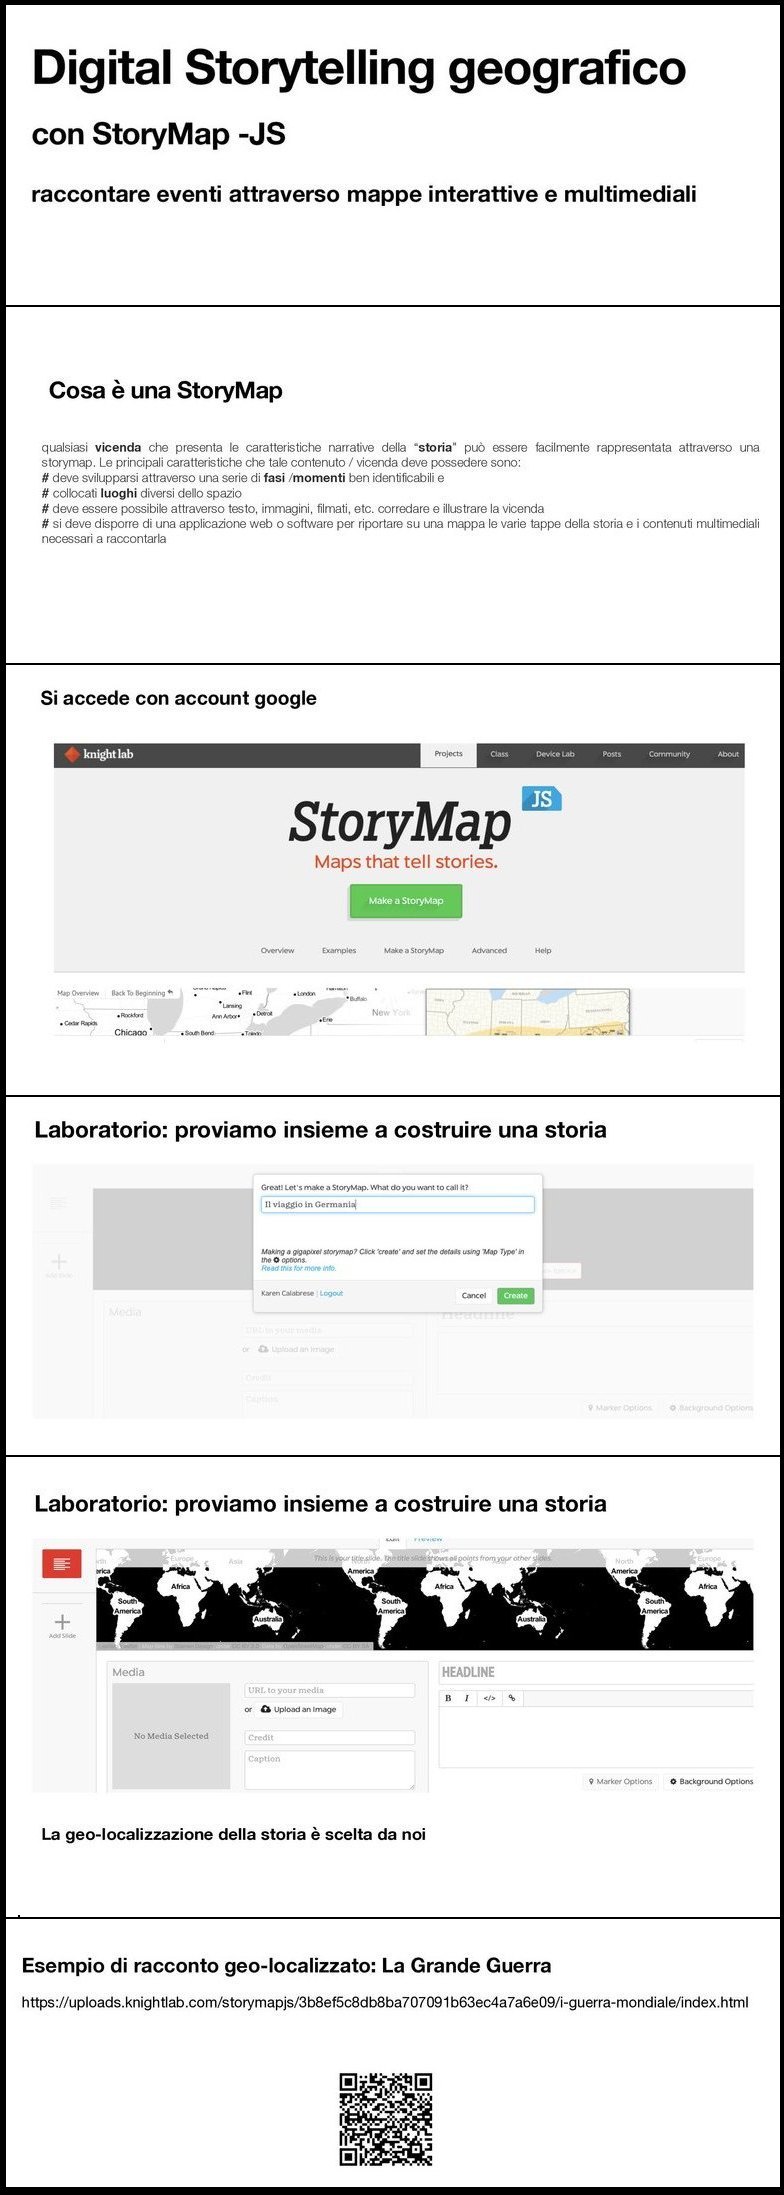 Digital Storytelling geografico
con StoryMap -JS
raccontare eventi attraverso mappe interattive e multimediali
Cosa è una StoryMap
qualsiasi vicenda che presenta le caratteristiche narrative della “storia” può essere facilmente rappresentata attraverso una
storymap. Le principali caratteristiche che tale contenuto / vicenda deve possedere sono:
# deve svilupparsi attraverso una serie di fasi /momenti ben identificabili e
# collocati luoghi diversi dello spazio
# deve essere possibile attraverso testo, immagini, filmati, etc. corredare e illustrare la vicenda
# si deve disporre di una applicazione web o software per riportare su una mappa le varie tappe della storia e i contenuti multimediali
necessari a raccontarla
Si accede con account google
knight lab Projects Class Device Lab Posts Community About
StoryMap JS
Maps that tell stories.
Make a StoryMap
Overview Examples Make a StoryMap Advanced Help
Map Overview Back To Beginning
Flint London Buffalo
Lansing
Rockford Ann Arbor Detroit Erie New York
Cedar Rapids Chicago South Bend Toledo
Laboratorio: proviamo insieme a costruire una storia
Great! Let's make a StoryMap. What do you want to call it?
Il viaggio in Germania
Making a gigapixel storymap? Click 'create' and set the details using 'Map Type' in
the options.
Read this for more info.
Karen Calabrese | Logout Cancel Create
Add Slide
Media Headline
URL to your media
or Upload an Image
Credit
Caption
Marker Options Background Options
Laboratorio: proviamo insieme a costruire una storia
This is your title slide. The title slide shows all points from your other slides.
Europe Asia North America North America Europe
Africa Africa Africa
South America South America South America
Australia Australia
Add Slide
Media HEADLINE
URL to your media
B I </>
or Upload an Image
No Media Selected
Credit
Caption
Marker Options Background Options
La geo-localizzazione della storia è scelta da noi
Esempio di racconto geo-localizzato: La Grande Guerra
https://uploads.knightlab.com/storymapjs/3b8ef5c8db8ba707091b63ec4a7a6e09/i-guerra-mondiale/index.html